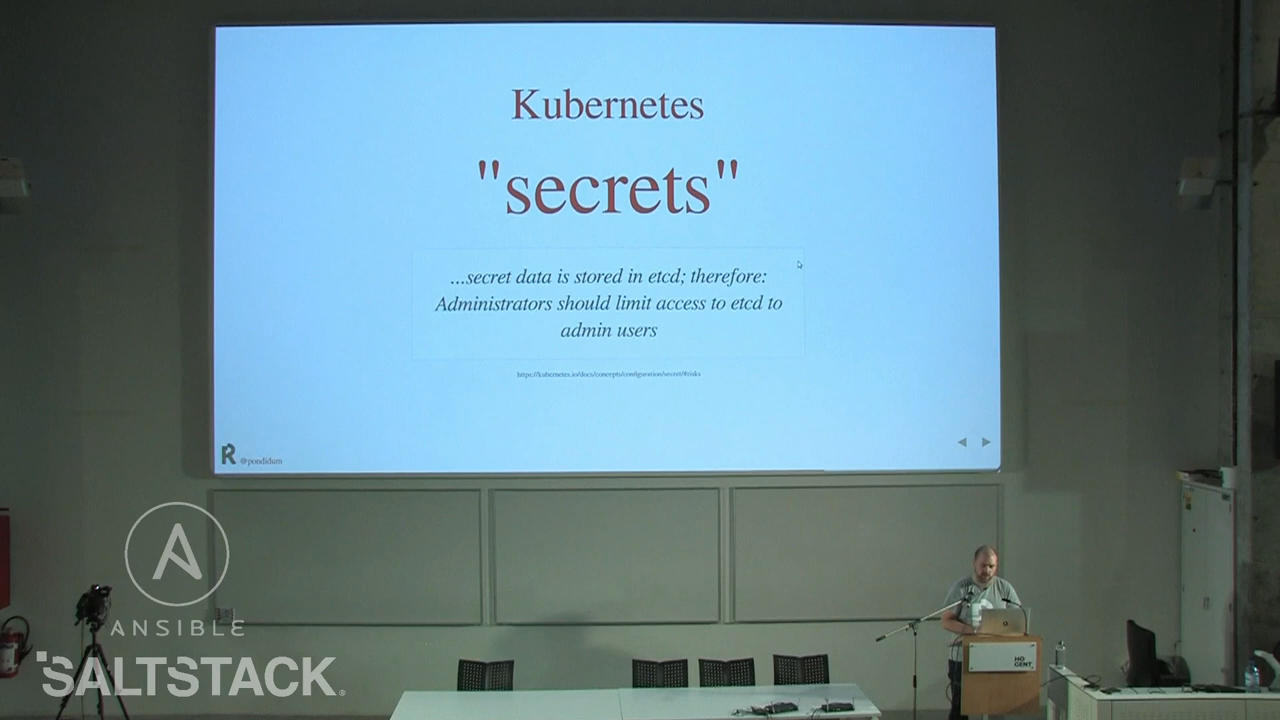 Kubernetes
"secrets"
...secret data is stored in etcd; therefore:
Administrators should limit access to etcd to
admin users
https://kubernetes.io/docs/concepts/configuration/secret/#risks
R @pondidum
ANSIBLE
SALTSTACK
HO
GENT